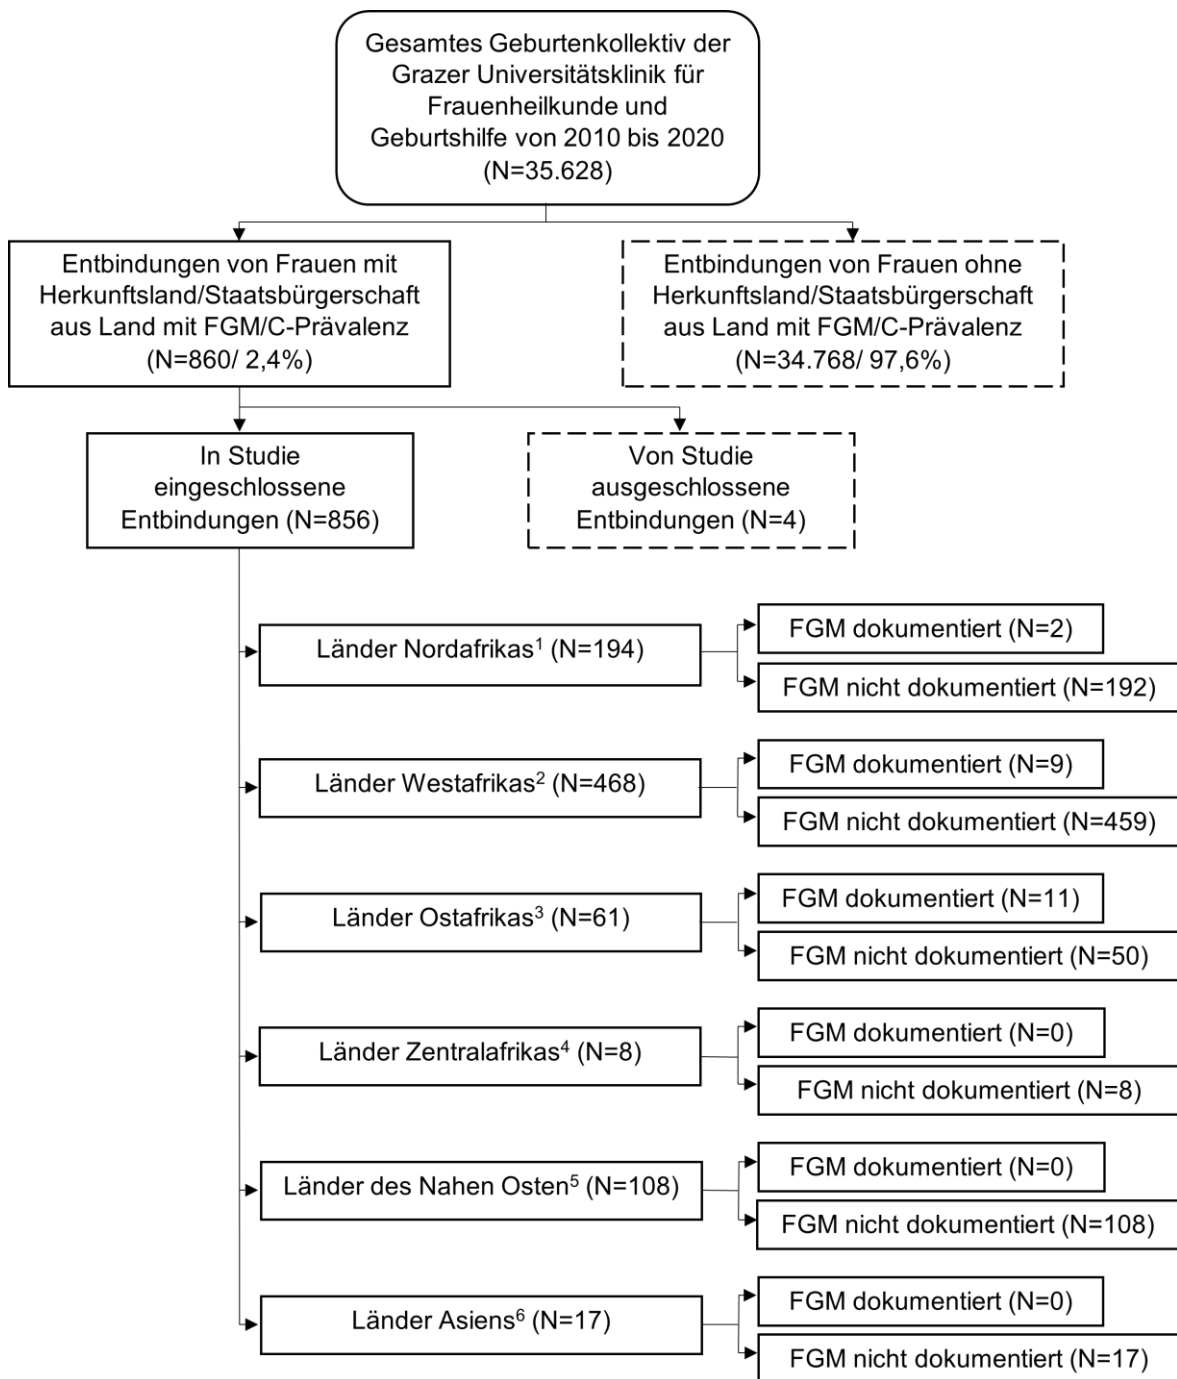 Gesamtes Geburtenkollektiv der
Grazer Universitätsklinik für
Frauenheilkunde und
Geburtshilfe von 2010 bis 2020
(N=35.628)
Entbindungen von Frauen mit
Herkunftsland/Staatsbürgerschaft
aus Land mit FGM/C-Prävalenz
(N=860/ 2,4%)
Entbindungen von Frauen ohne
Herkunftsland/Staatsbürgerschaft
aus Land mit FGM/C-Prävalenz
(N=34.768/ 97,6%)
In Studie
eingeschlossene
Entbindungen (N=856)
Von Studie
ausgeschlossene
Entbindungen (N=4)
Länder Nordafrikas¹ (N=194)
FGM dokumentiert (N=2)
FGM nicht dokumentiert (N=192)
Länder Westafrikas² (N=468)
FGM dokumentiert (N=9)
FGM nicht dokumentiert (N=459)
Länder Ostafrikas³ (N=61)
FGM dokumentiert (N=11)
FGM nicht dokumentiert (N=50)
Länder Zentralafrikas⁴ (N=8)
FGM dokumentiert (N=0)
FGM nicht dokumentiert (N=8)
Länder des Nahen Osten⁵ (N=108)
FGM dokumentiert (N=0)
FGM nicht dokumentiert (N=108)
Länder Asiens⁶ (N=17)
FGM dokumentiert (N=0)
FGM nicht dokumentiert (N=17)